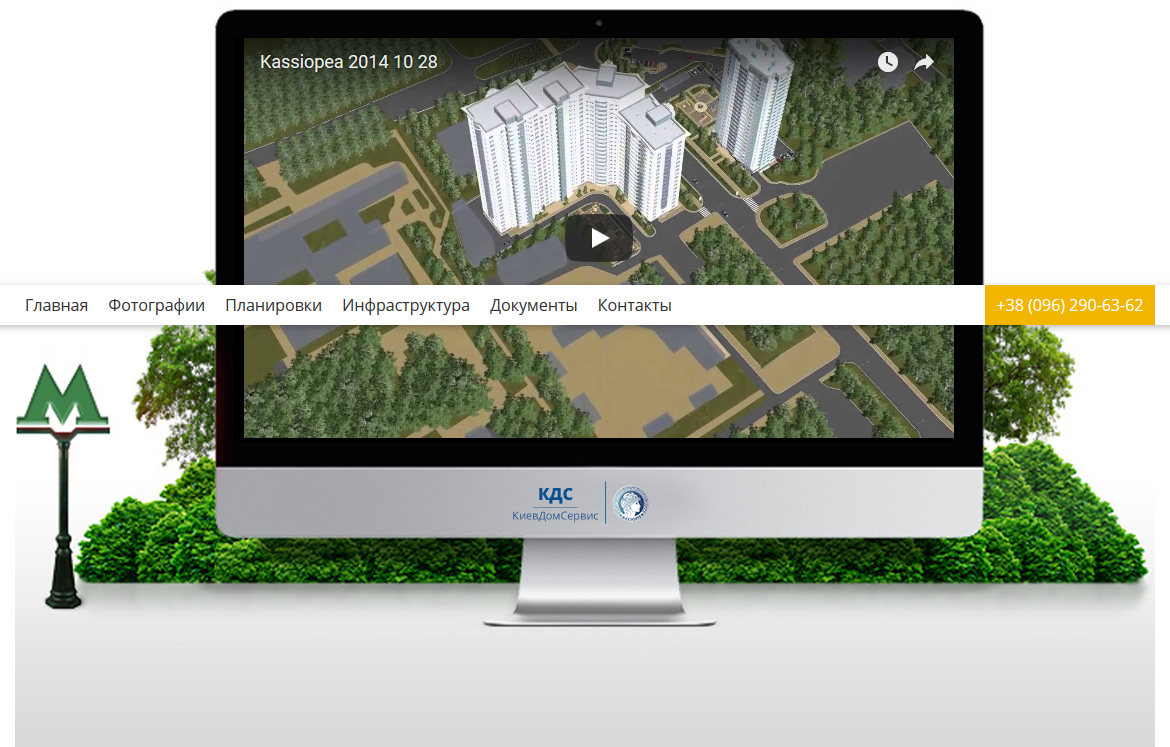 Kassiopea 2014 10 28
Главная Фотографии Планировки Инфраструктура Документы Контакты +38 (096) 290-63-62
М
КДС
КиевДомСервис